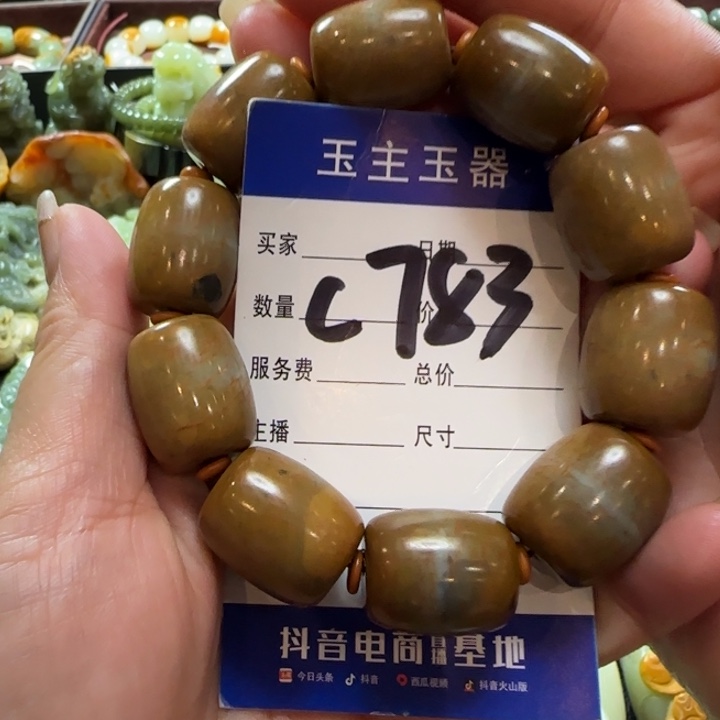 玉主玉器
买家 日期
c783
数量 价
服务费 总价
主播 尺寸
抖音电商直播基地
今日头条 抖音 西瓜视频 抖音火山版